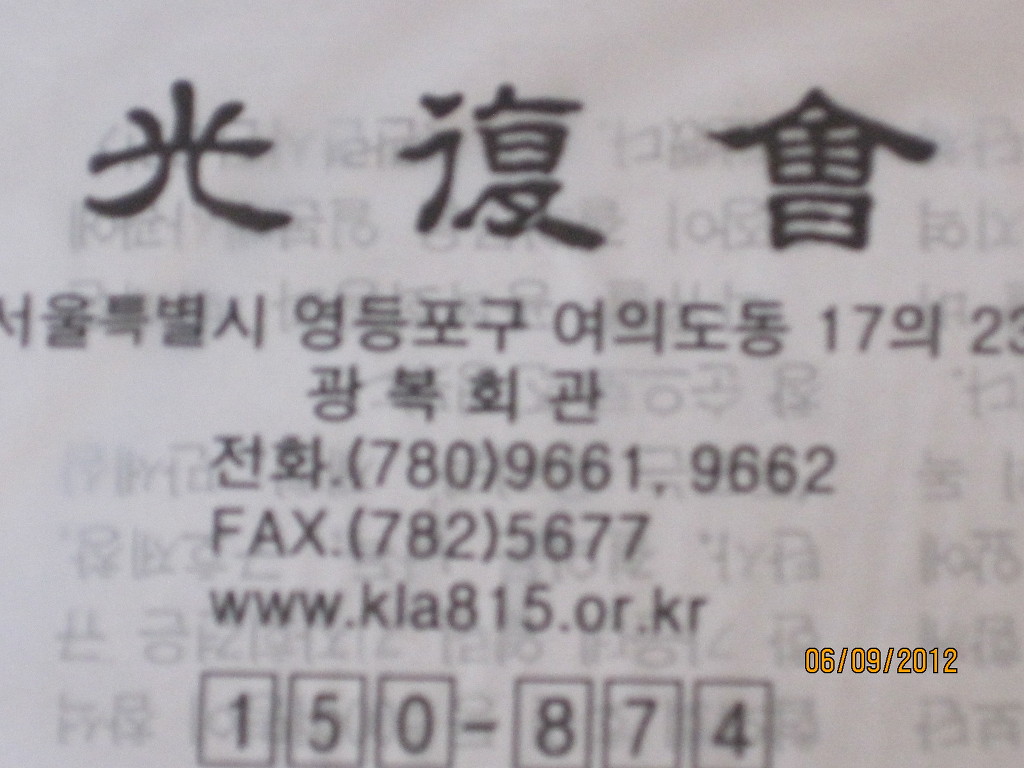 光復會
서울특별시 영등포구 여의도동 17의 23
광복회관
전화.(780)9661, 9662
FAX.(782)5677
www.kla815.or.kr
150-874
06/09/2012